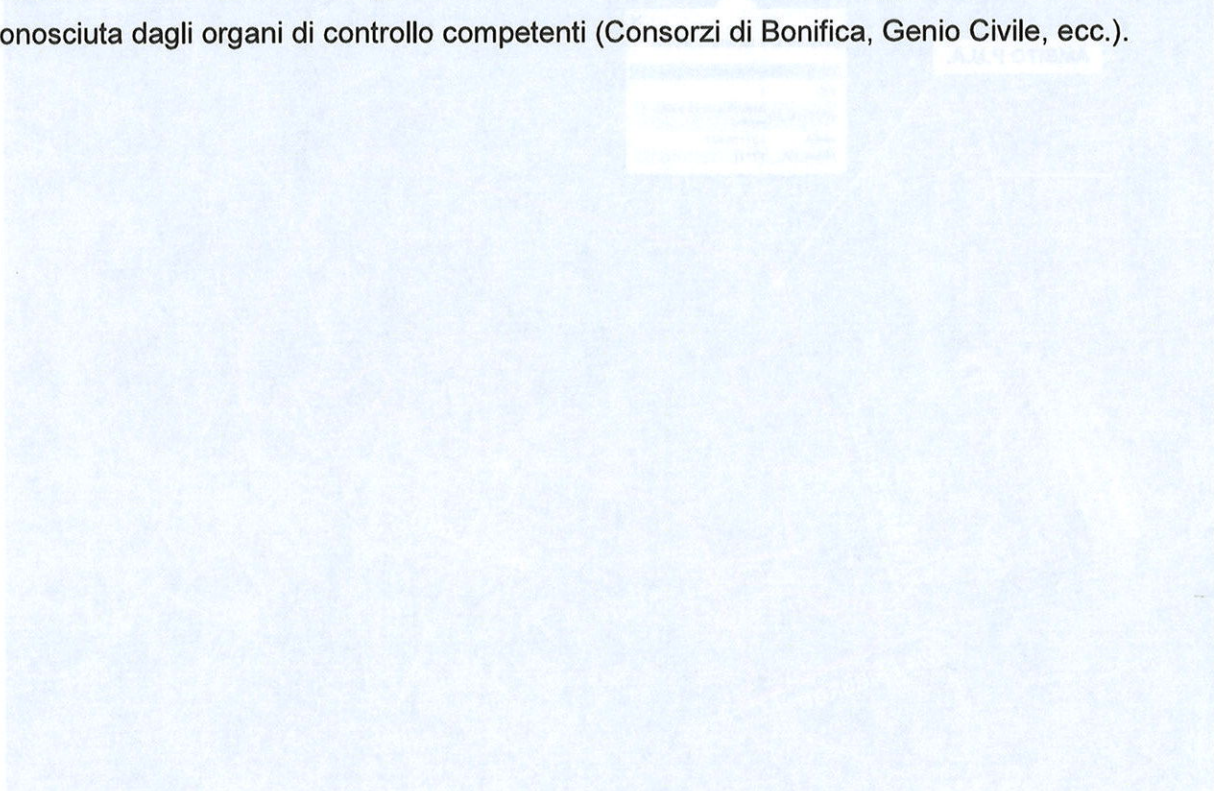 onosciuta dagli organi di controllo competenti (Consorzi di Bonifica, Genio Civile, ecc.).
AMBITO P.U.A.